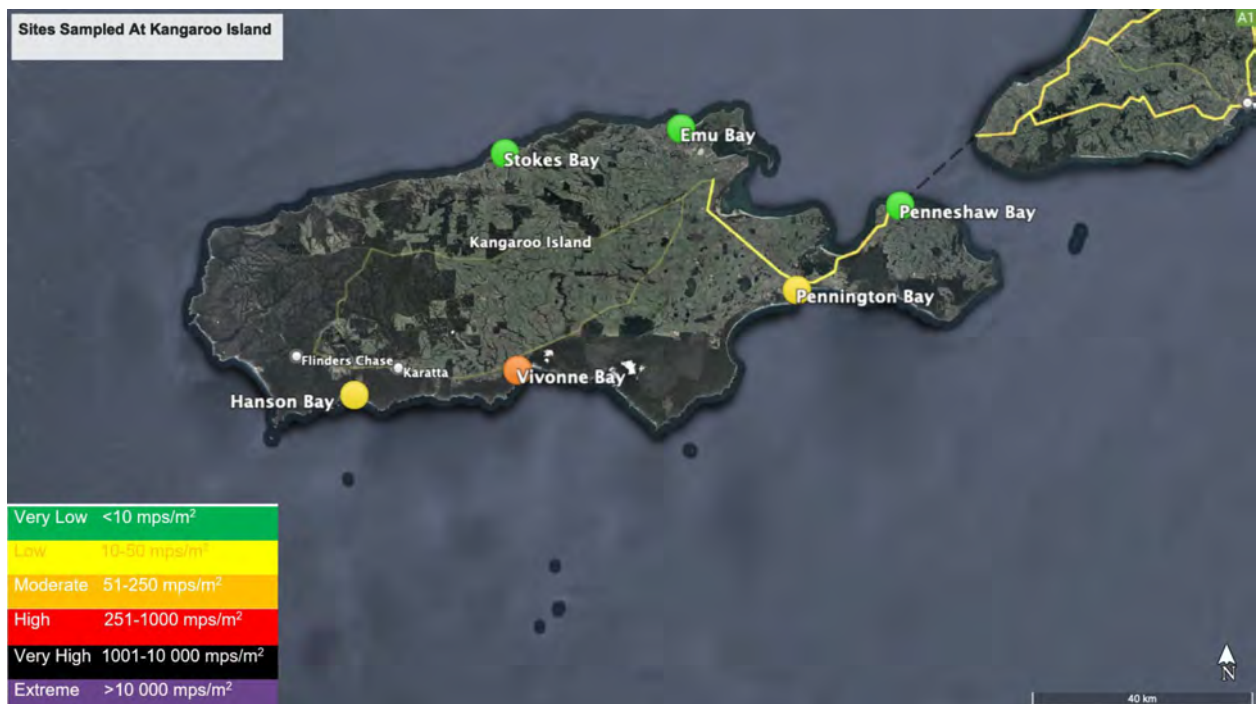 Sites Sampled At Kangaroo Island
A1
Emu Bay
Stokes Bay
Penneshaw Bay
Kangaroo Island
Pennington Bay
Flinders Chase
Karatta
Vivonne Bay
Hanson Bay
Very Low <10 mps/m²
Low 10-50 mps/m²
Moderate 51-250 mps/m²
High 251-1000 mps/m²
Very High 1001-10 000 mps/m²
Extreme >10 000 mps/m²
N
40 km